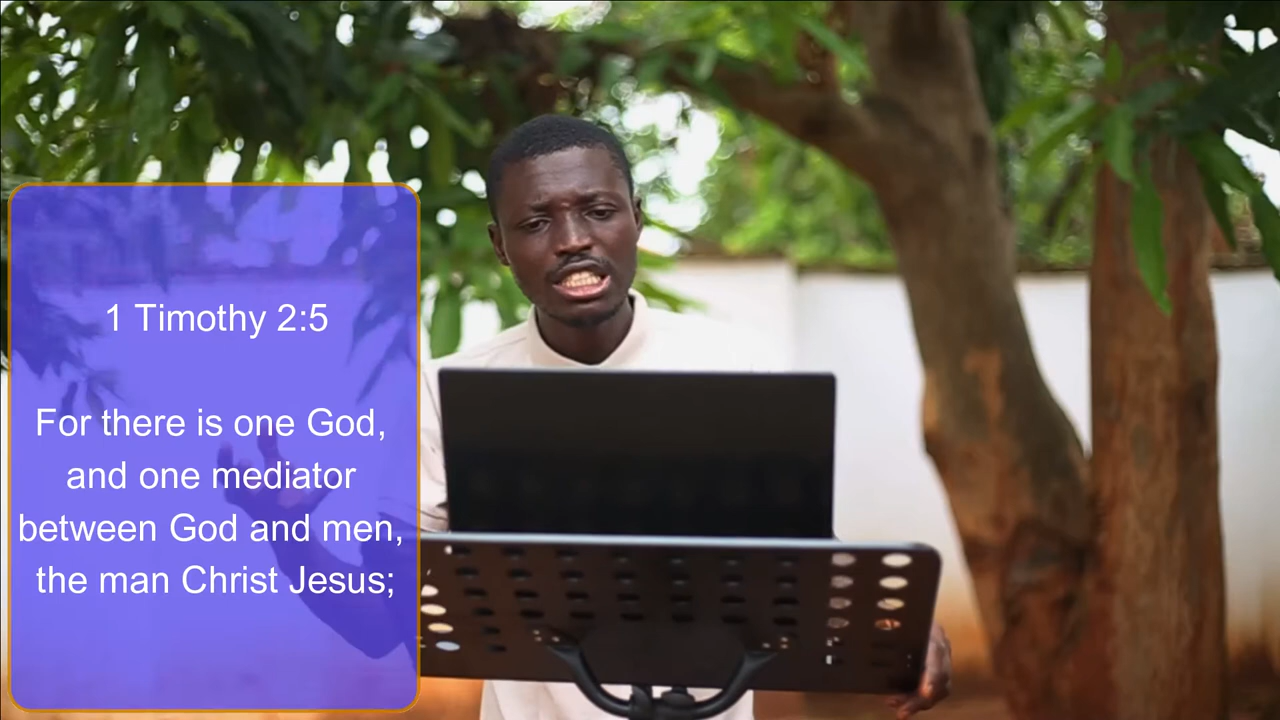 1 Timothy 2:5
For there is one God,
and one mediator
between God and men,
the man Christ Jesus;